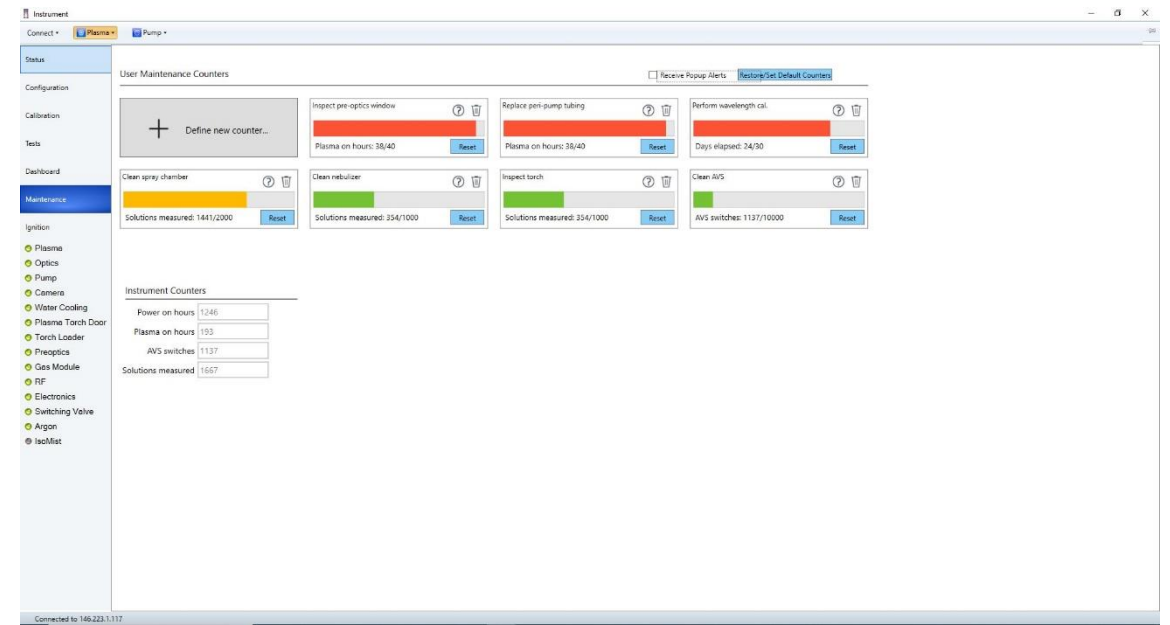 Instrument
Connect Plasma Pump
Status
Configuration
Calibration
Tests
Dashboard
Maintenance
Ignition
Plasma
Optics
Pump
Camera
Water Cooling
Plasma Torch Door
Torch Loader
Preoptics
Gas Module
RF
Electronics
Switching Valve
Argon
IsoMist
User Maintenance Counters
Receive Popup Alerts
Restore/Set Default Counters
Define new counter...
Inspect pre-optics window
Plasma on hours: 38/40
Reset
Replace peri-pump tubing
Plasma on hours: 38/40
Reset
Perform wavelength cal.
Days elapsed: 24/30
Reset
Clean spray chamber
Solutions measured: 1441/2000
Reset
Clean nebulizer
Solutions measured: 354/1000
Reset
Inspect torch
Solutions measured: 354/1000
Reset
Clean AVS
AVS switches: 1137/10000
Reset
Instrument Counters
Power on hours 1246
Plasma on hours 193
AVS switches 1137
Solutions measured 1667
Connected to 146.223.1.117